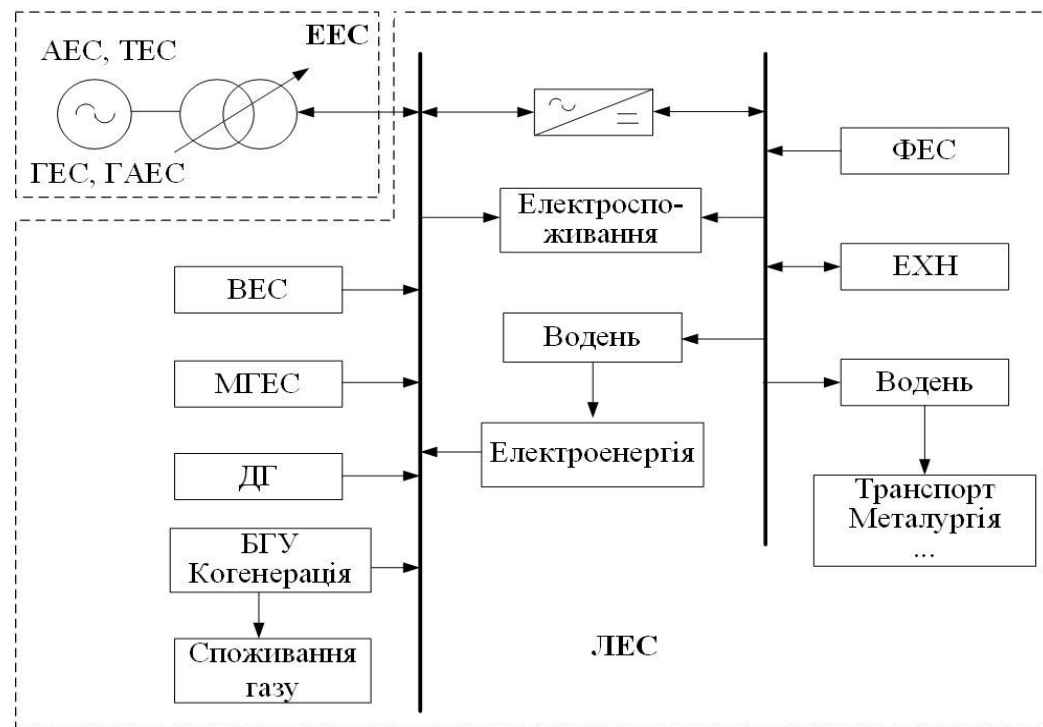 ЕЕС
АЕС, ТЕС
ГЕС, ГАЕС
ФЕС
Електроспо-
живання
ВЕС
ЕХН
Водень
МГЕС
Водень
Електроенергія
ДГ
Транспорт
Металургія
...
БГУ
Когенерація
Споживання
газу
ЛЕС